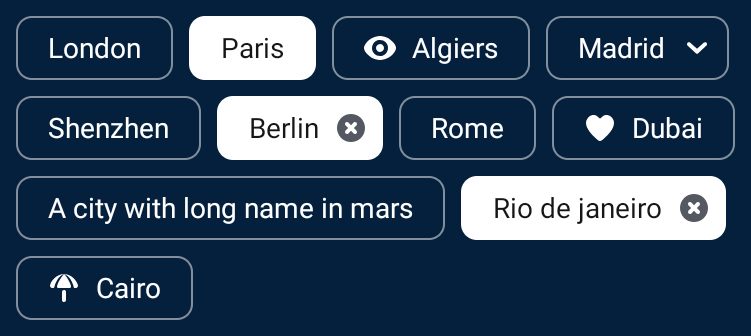 London Paris Algiers Madrid
Shenzhen Berlin Rome Dubai
A city with long name in mars Rio de janeiro
Cairo